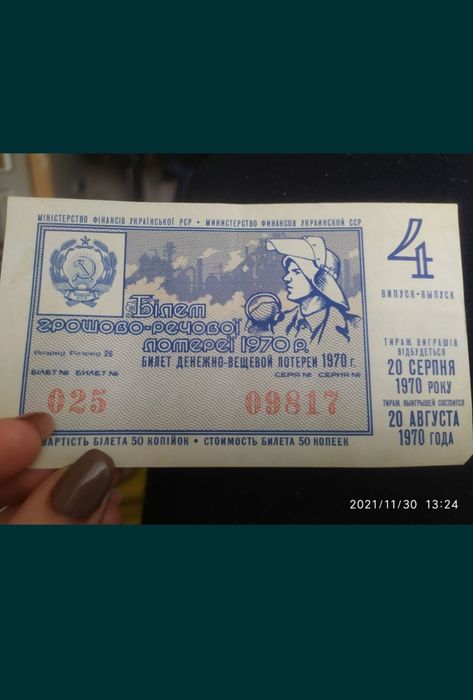 МІНІСТЕРСТВО ФІНАНСІВ УКРАЇНСЬКОЇ РСР • МИНИСТЕРСТВО ФИНАНСОВ УКРАИНСКОЙ ССР
Білет
грошово-речової
лотереї 1970 р.
БИЛЕТ ДЕНЕЖНО-ВЕЩЕВОЙ ЛОТЕРЕИ 1970 г.
Розряд Разряд 26
БІЛЕТ № БИЛЕТ №
СЕРІЯ № СЕРИЯ №
025
09817
ВАРТІСТЬ БІЛЕТА 50 КОПІЙОК • СТОИМОСТЬ БИЛЕТА 50 КОПЕЕК
4
ВИПУСК • ВЫПУСК
ТИРАЖ ВИГРАШІВ
ВІДБУДЕТЬСЯ
20 СЕРПНЯ
1970 РОКУ
ТИРАЖ ВЫИГРЫШЕЙ СОСТОИТСЯ
20 АВГУСТА
1970 ГОДА
2021/11/30 13:24